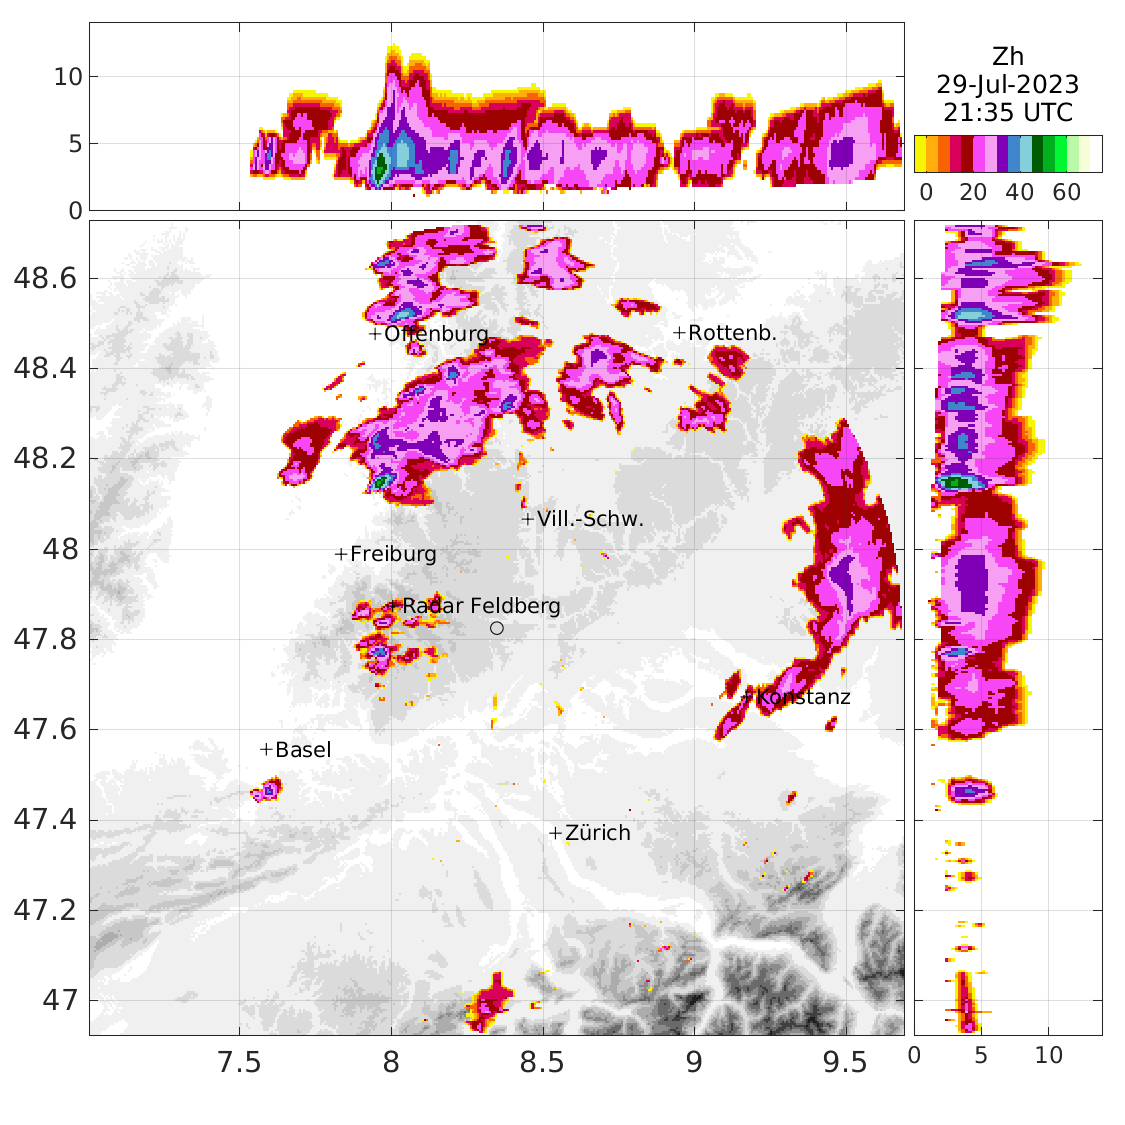 10
5
0
Zh
29-Jul-2023
21:35 UTC
0 20 40 60
48.6
48.4
48.2
48
47.8
47.6
47.4
47.2
47
+Offenburg
+Rottenb.
+Vill.-Schw.
+Freiburg
+Radar Feldberg
+Konstanz
+Basel
+Zürich
7.5 8 8.5 9 9.5
0 5 10